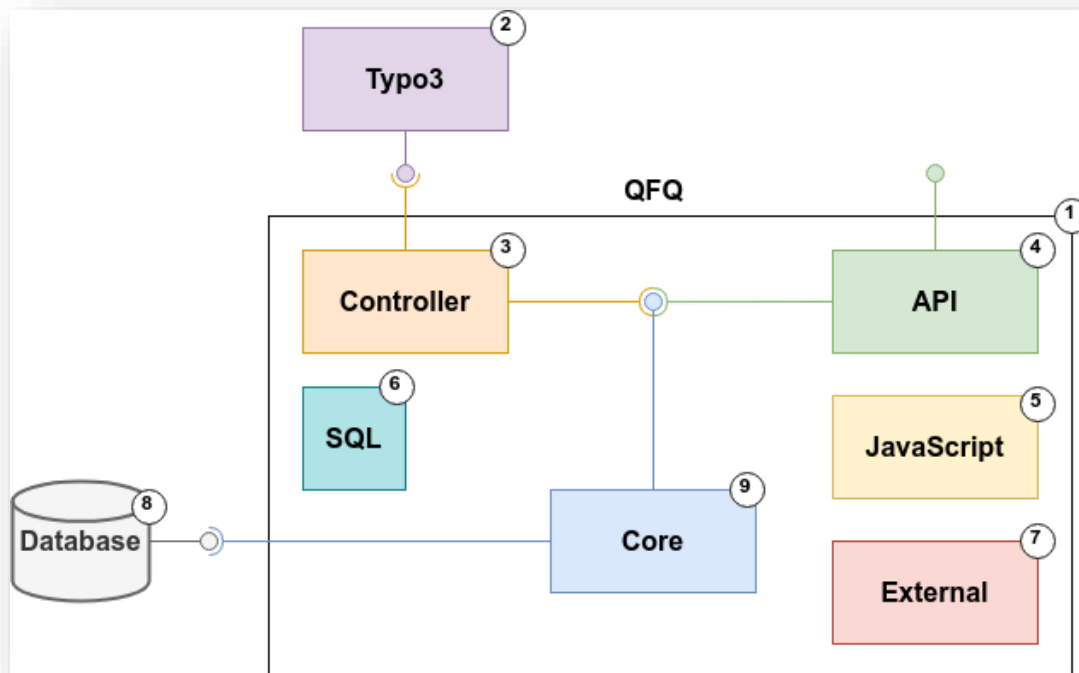 2
Typo3
QFQ
1
3
Controller
4
API
6
SQL
5
JavaScript
8
Database
9
Core
7
External